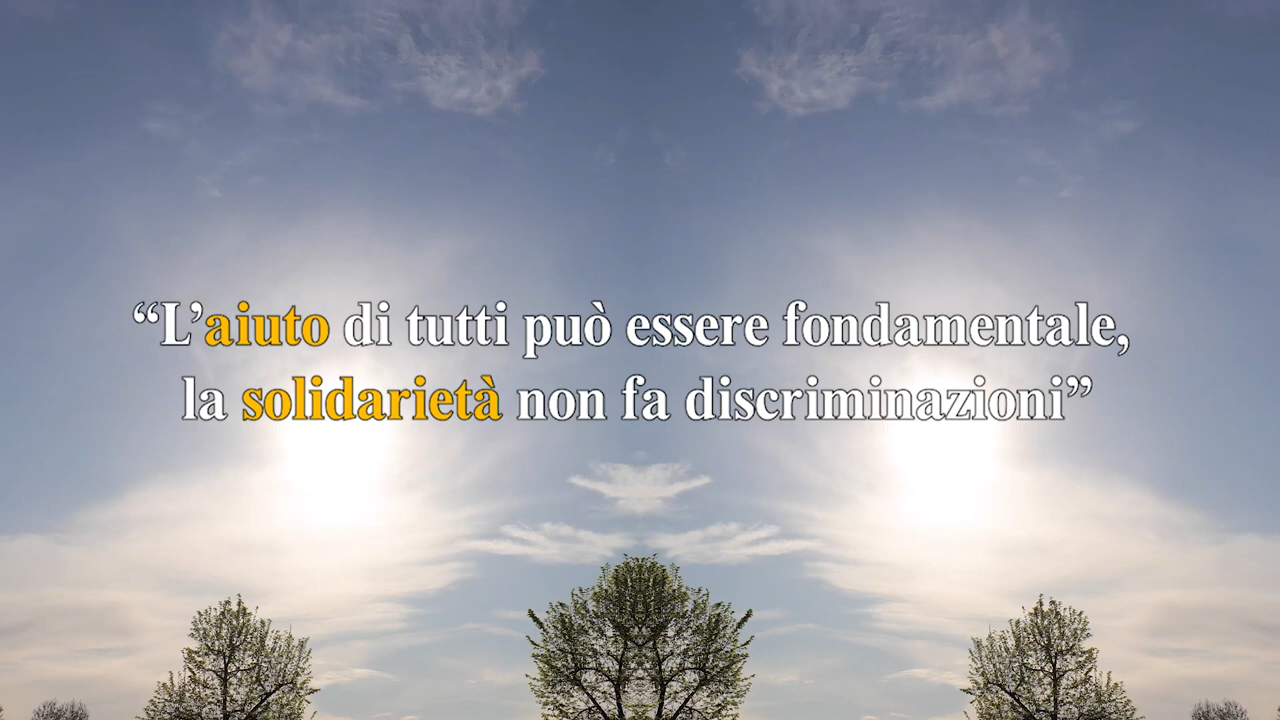 “L’aiuto di tutti può essere fondamentale,
la solidarietà non fa discriminazioni”